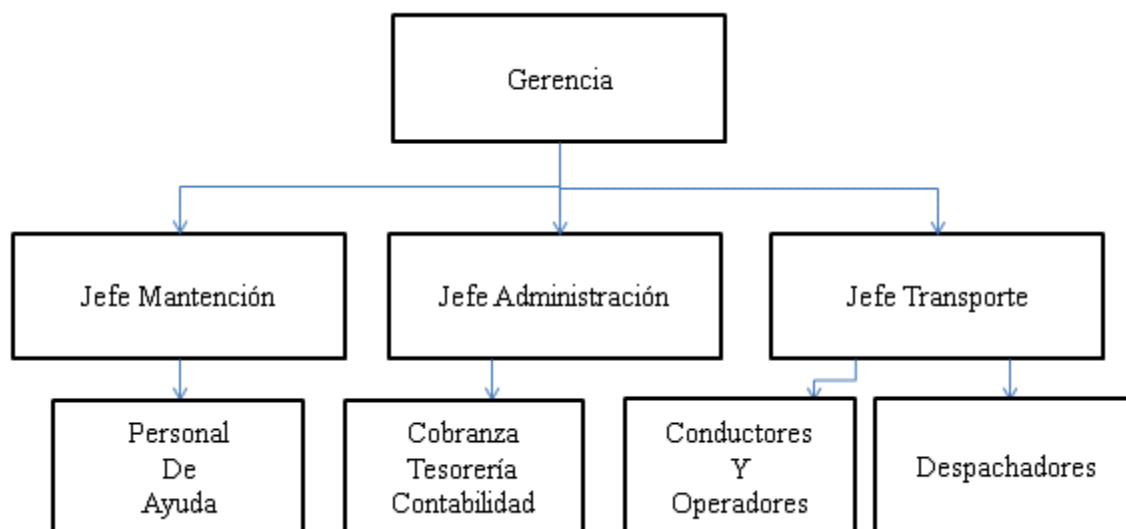 Gerencia
Jefe Mantención
Jefe Administración
Jefe Transporte
Personal
De
Ayuda
Cobranza
Tesorería
Contabilidad
Conductores
Y
Operadores
Despachadores